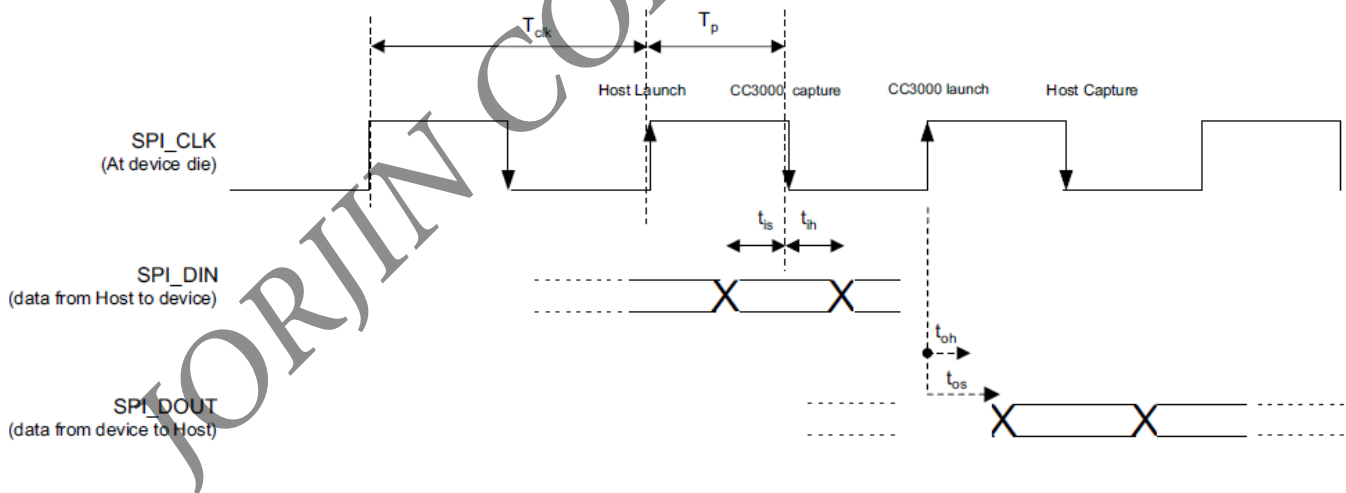 T_clk
T_p
Host Launch
CC3000 capture
CC3000 launch
Host Capture
SPI_CLK
(At device die)
t_is
t_ih
SPI_DIN
(data from Host to device)
t_oh
t_os
SPI_DOUT
(data from device to Host)
JORJIN